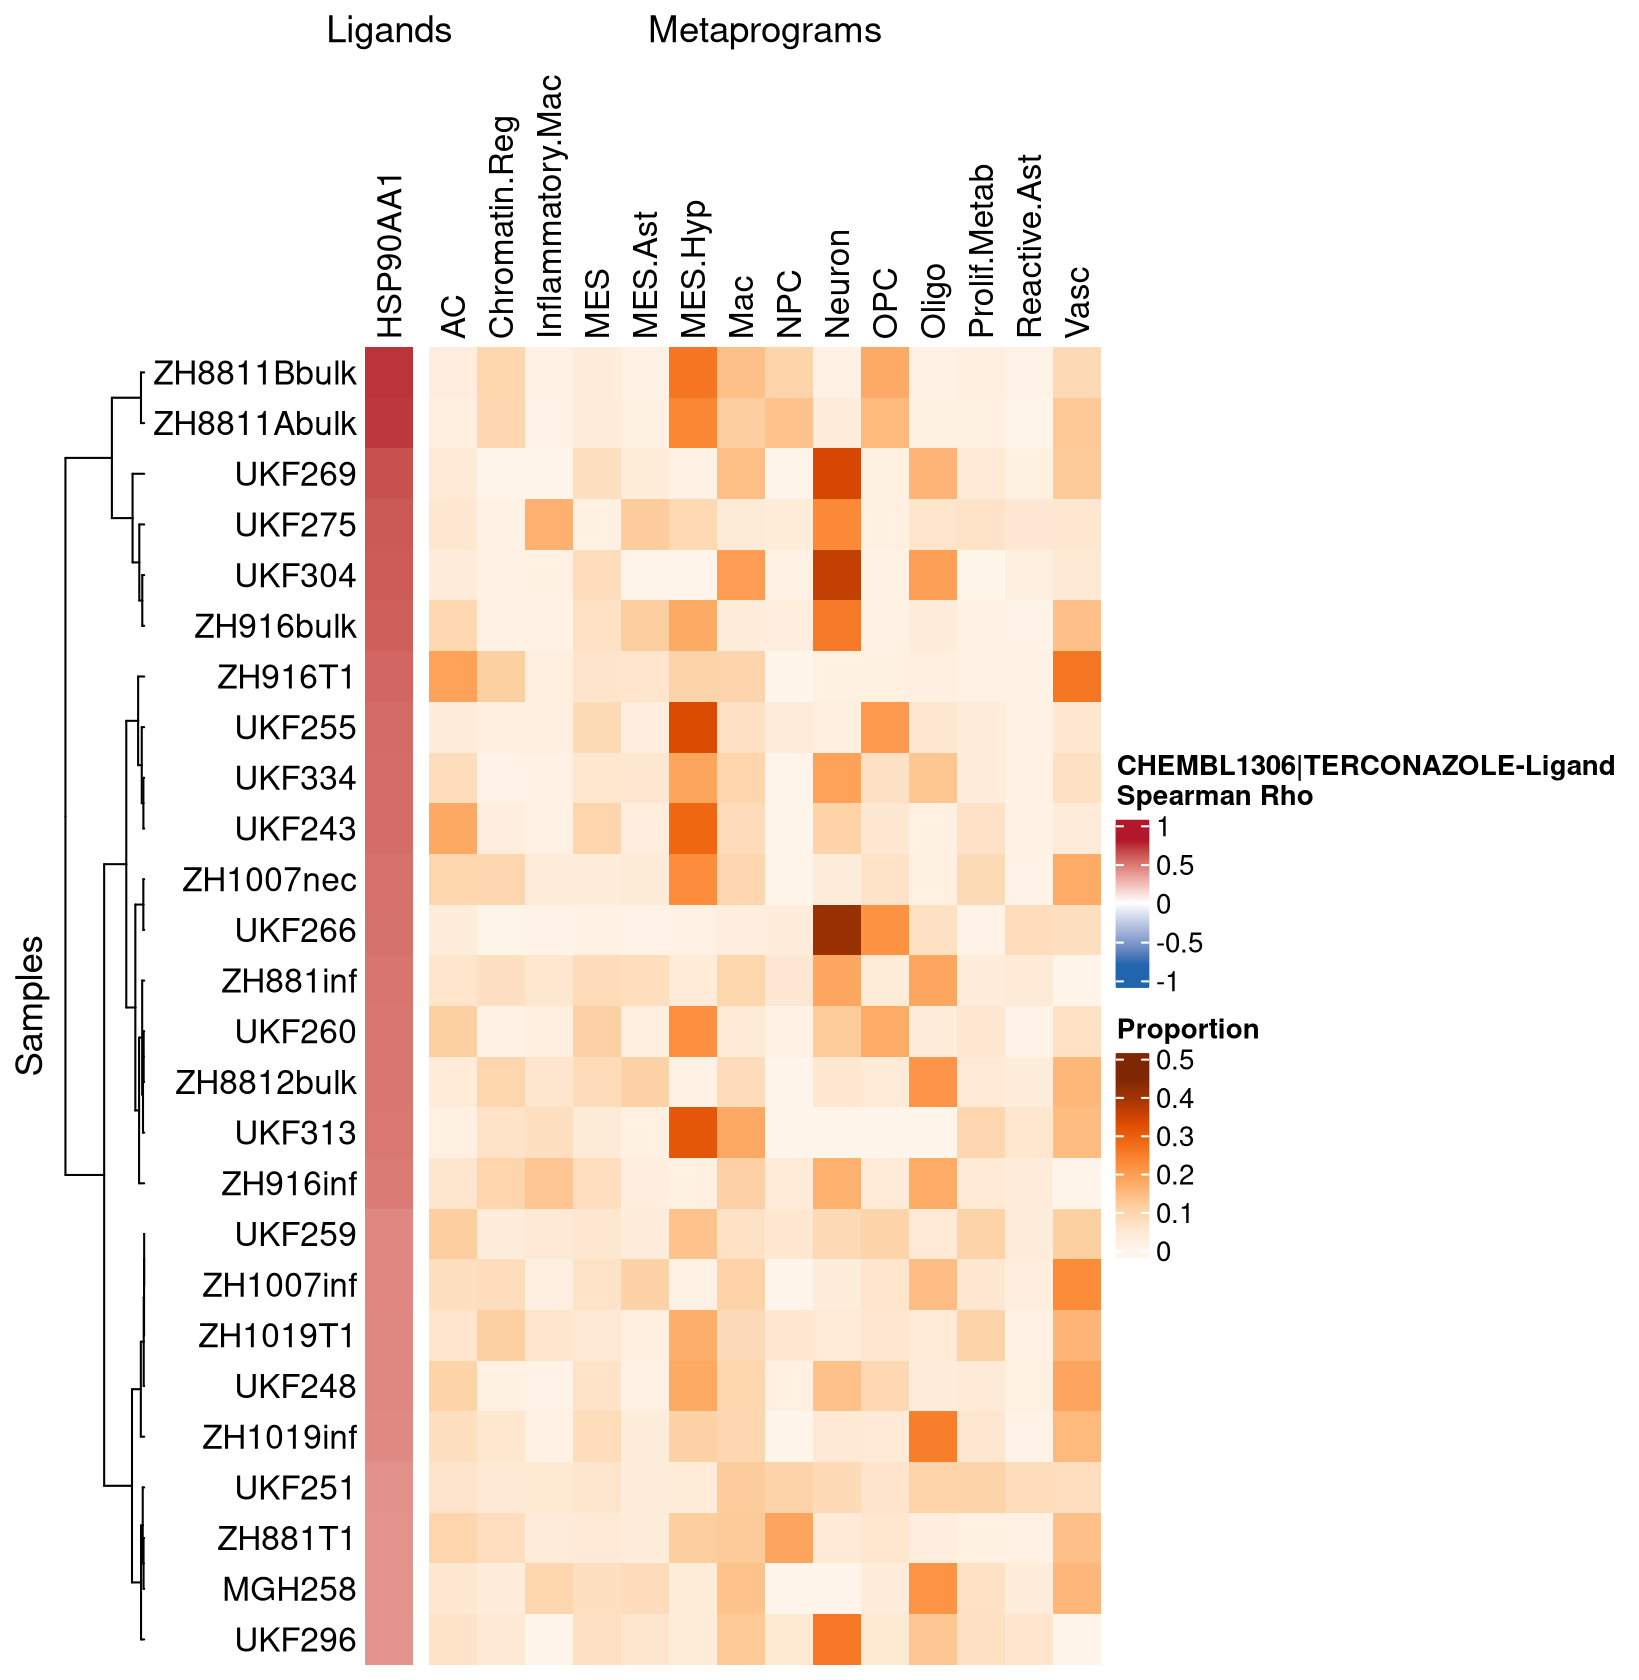 Ligands
Metaprograms
HSP90AA1
AC
Chromatin.Reg
Inflammatory.Mac
MES
MES.Ast
MES.Hyp
Mac
NPC
Neuron
OPC
Oligo
Prolif.Metab
Reactive.Ast
Vasc
Samples
ZH8811Bbulk
ZH8811Abulk
UKF269
UKF275
UKF304
ZH916bulk
ZH916T1
UKF255
UKF334
UKF243
ZH1007nec
UKF266
ZH881inf
UKF260
ZH8812bulk
UKF313
ZH916inf
UKF259
ZH1007inf
ZH1019T1
UKF248
ZH1019inf
UKF251
ZH881T1
MGH258
UKF296
CHEMBL1306|TERCONAZOLE-Ligand
Spearman Rho
1
0.5
0
-0.5
-1
Proportion
0.5
0.4
0.3
0.2
0.1
0